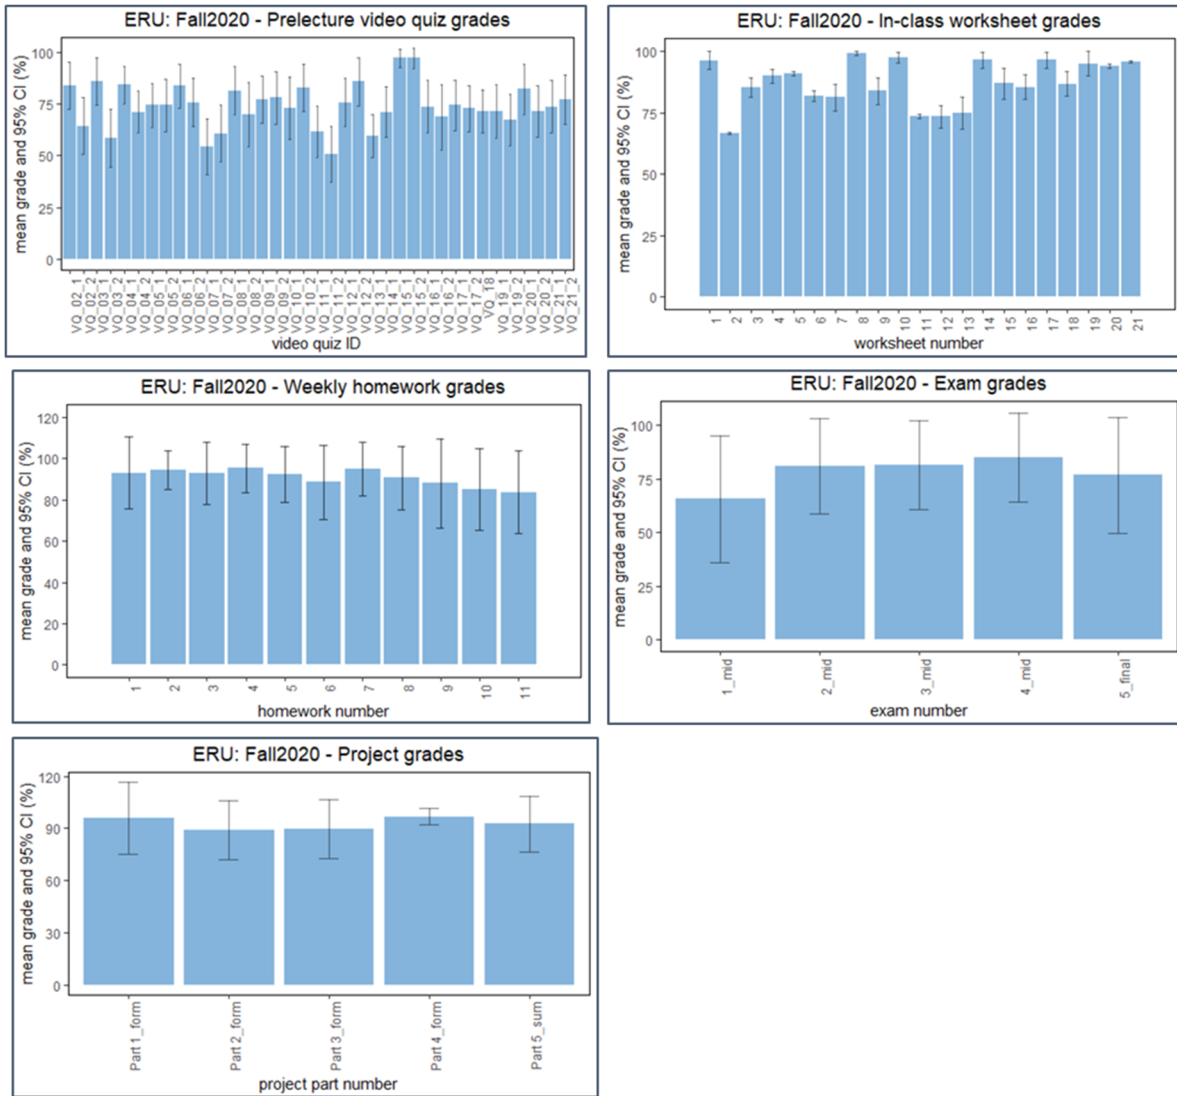 ERU: Fall2020 - Prelecture video quiz grades
mean grade and 95% CI (%)
100
75
50
25
0
VQ_02_1
VQ_02_2
VQ_03_1
VQ_03_2
VQ_04_1
VQ_04_2
VQ_05_1
VQ_05_2
VQ_06_1
VQ_06_2
VQ_07_1
VQ_07_2
VQ_08_1
VQ_08_2
VQ_09_1
VQ_09_2
VQ_10_1
VQ_10_2
VQ_11_1
VQ_11_2
VQ_12_1
VQ_12_2
VQ_13_1
VQ_14_1
VQ_15_1
VQ_15_2
VQ_16_1
VQ_16_2
VQ_17_1
VQ_17_2
VQ_18
VQ_19_1
VQ_19_2
VQ_20_1
VQ_20_2
VQ_21_1
VQ_21_2
video quiz ID
ERU: Fall2020 - In-class worksheet grades
mean grade and 95% CI (%)
100
75
50
25
0
1
2
3
4
5
6
7
8
9
10
11
12
13
14
15
16
17
18
19
20
21
worksheet number
ERU: Fall2020 - Weekly homework grades
mean grade and 95% CI (%)
120
100
80
60
40
20
0
1
2
3
4
5
6
7
8
9
10
11
homework number
ERU: Fall2020 - Exam grades
mean grade and 95% CI (%)
100
75
50
25
0
1_mid
2_mid
3_mid
4_mid
5_final
exam number
ERU: Fall2020 - Project grades
mean grade and 95% CI (%)
120
90
60
30
0
Part 1_form
Part 2_form
Part 3_form
Part 4_form
Part 5_sum
project part number